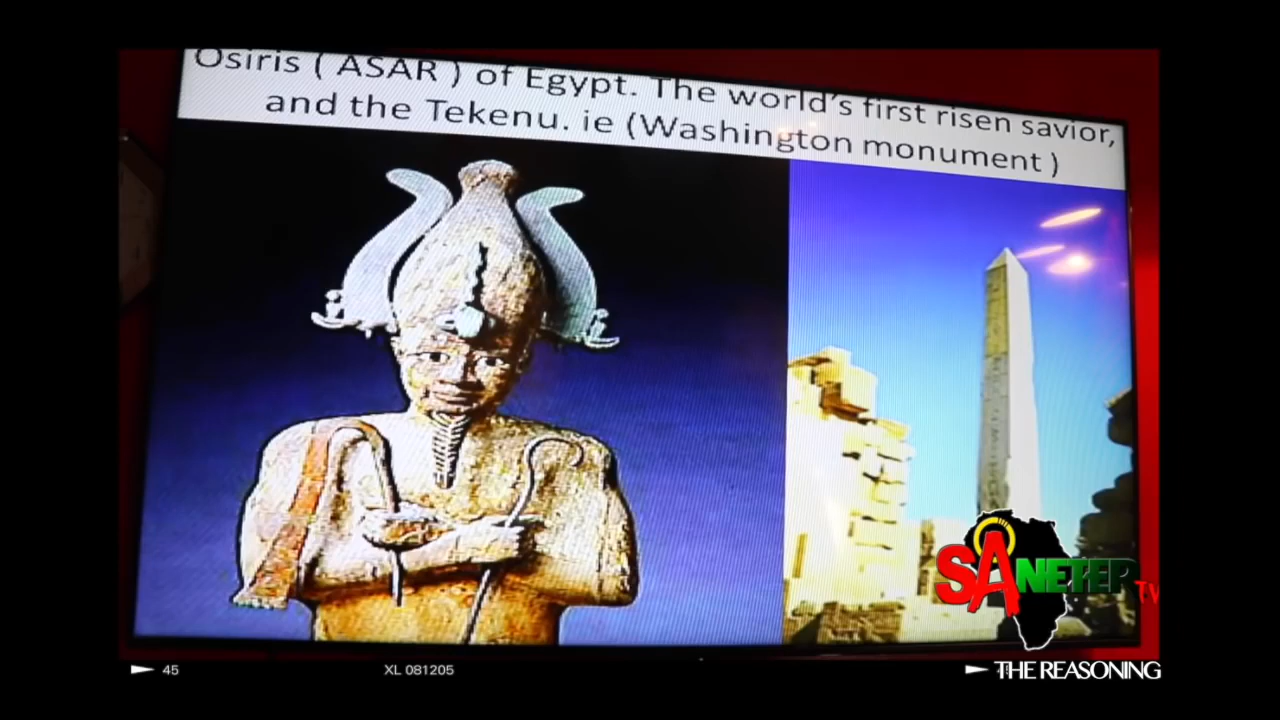 Osiris ( ASAR ) of Egypt. The world's first risen savior,
and the Tekenu. ie (Washington monument )
SANETER TV
45
XL 081205
THE REASONING